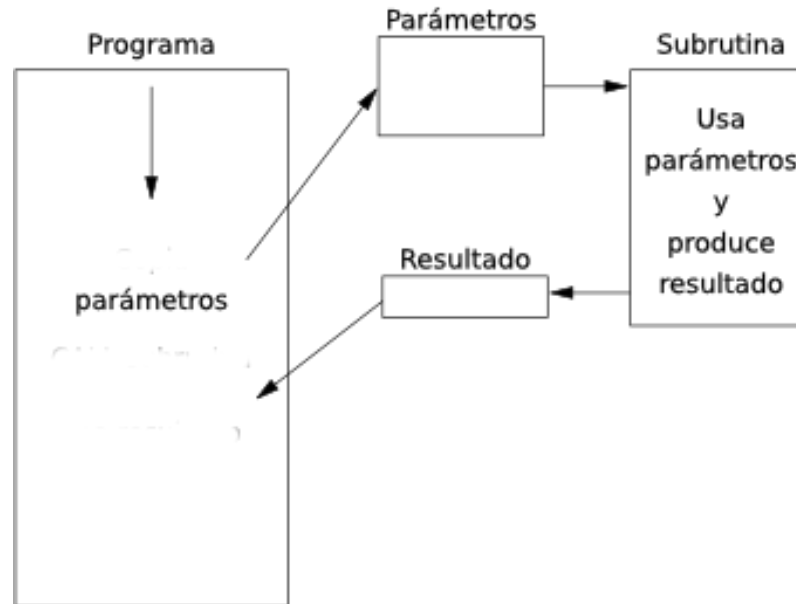 Programa
parámetros
Parámetros
Resultado
Subrutina
Usa
parámetros
y
produce
resultado